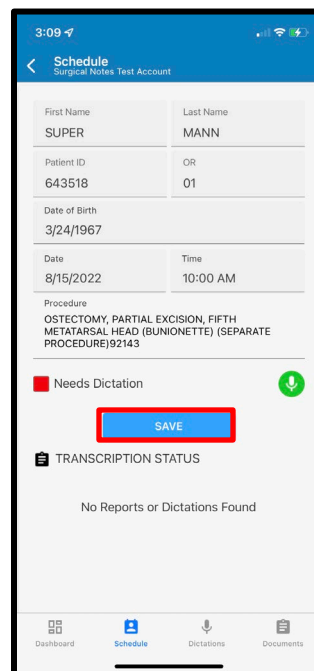 3:09
Schedule
Surgical Notes Test Account
First Name
Last Name
SUPER
MANN
Patient ID
OR
643518
01
Date of Birth
3/24/1967
Date
Time
8/15/2022
10:00 AM
Procedure
OSTECTOMY, PARTIAL EXCISION, FIFTH
METATARSAL HEAD (BUNIONETTE) (SEPARATE
PROCEDURE)92143
Needs Dictation
SAVE
TRANSCRIPTION STATUS
No Reports or Dictations Found
Dashboard
Schedule
Dictations
Documents